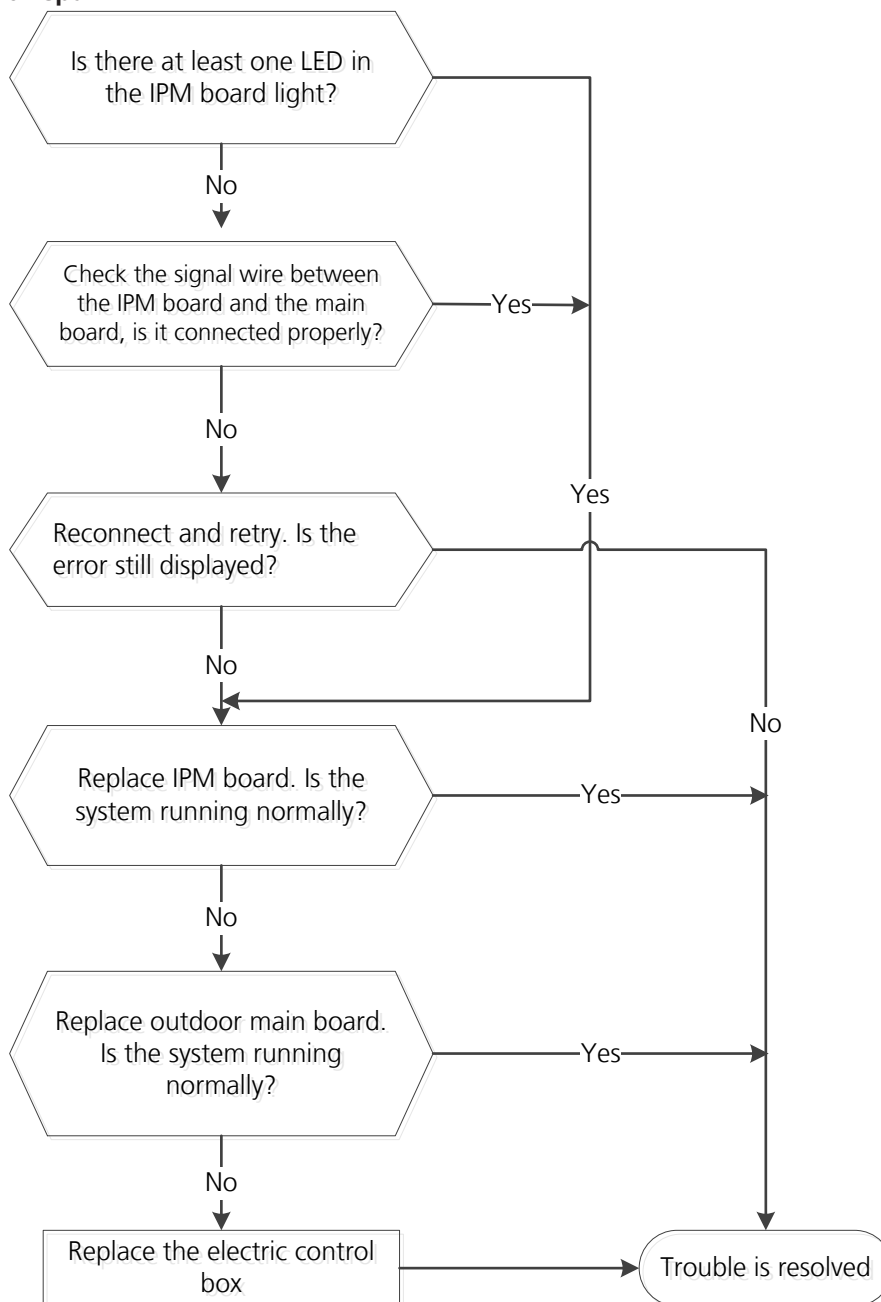 Is there at least one LED in
the IPM board light?
No
Check the signal wire between
the IPM board and the main
board, is it connected properly?
Yes
No
Yes
Reconnect and retry. Is the
error still displayed?
No
No
Replace IPM board. Is the
system running normally?
Yes
No
Replace outdoor main board.
Is the system running
normally?
Yes
No
Replace the electric control
box
Trouble is resolved